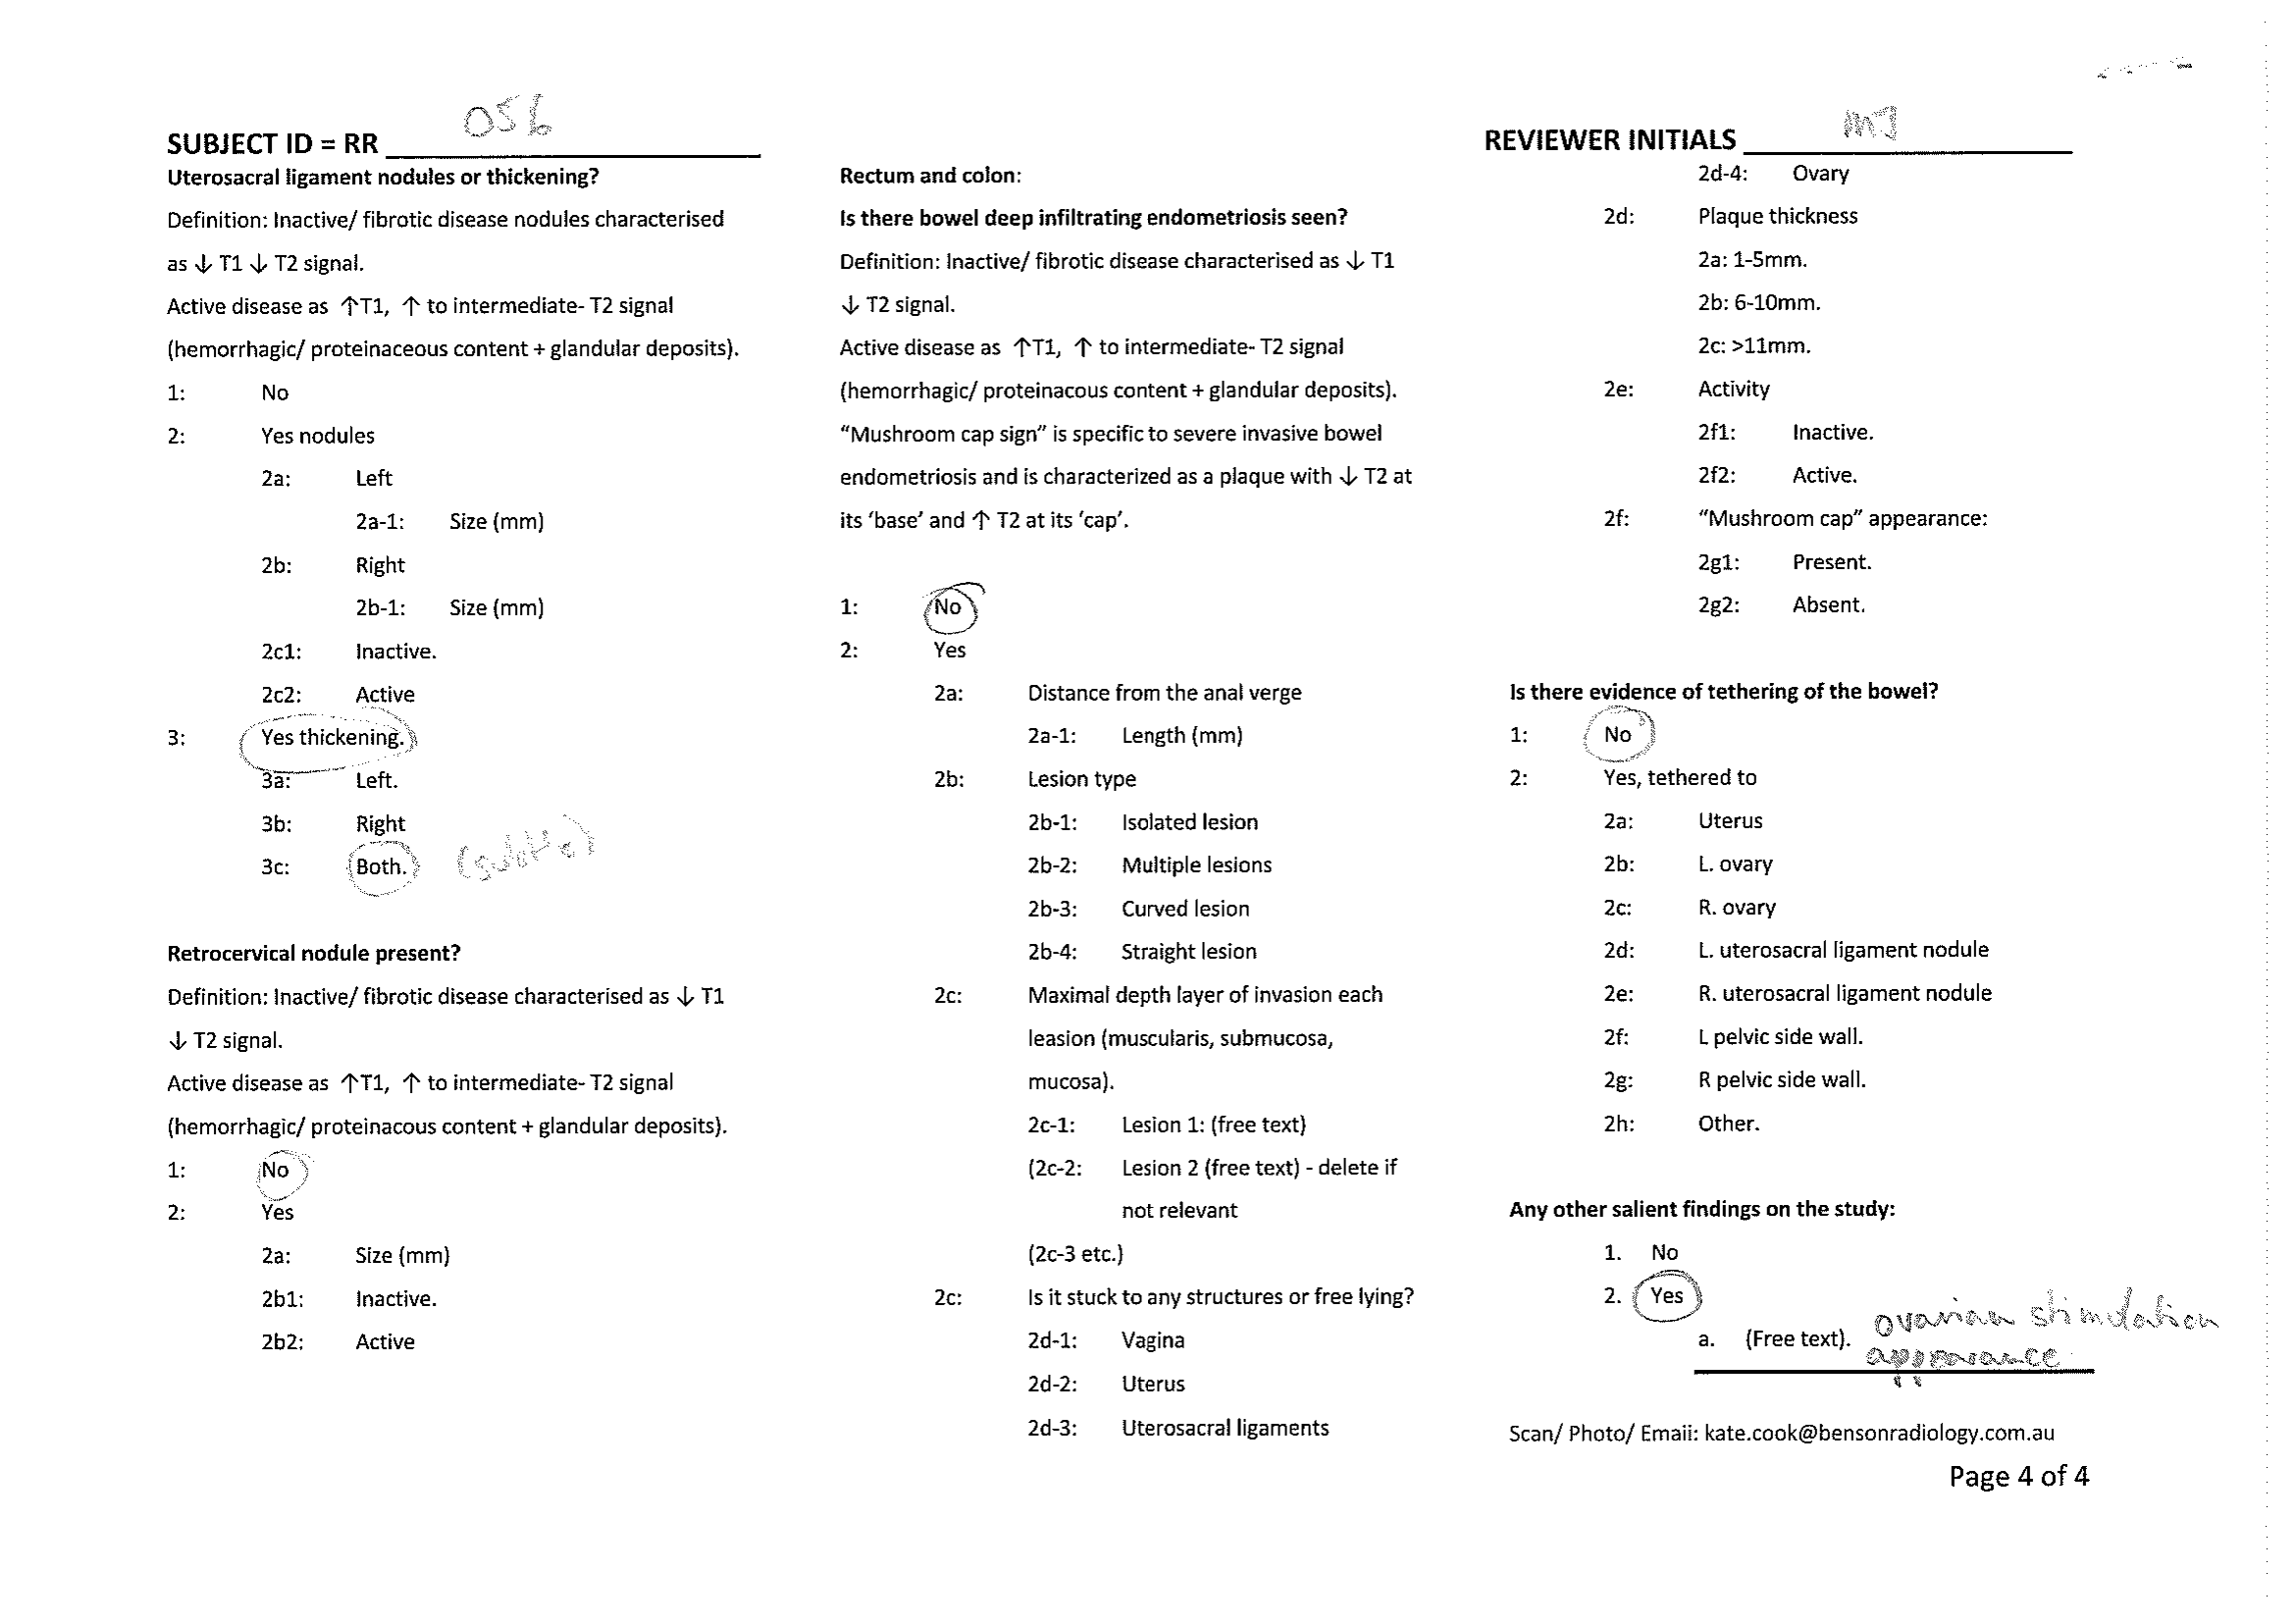 SUBJECT ID = RR 056
REVIEWER INITIALS MJ
Uterosacral ligament nodules or thickening?
Definition: Inactive/ fibrotic disease nodules characterised
as ↓ T1 ↓ T2 signal.
Active disease as ↑T1, ↑ to intermediate- T2 signal
(hemorrhagic/ proteinaceous content + glandular deposits).
1: No
2: Yes nodules
2a: Left
2a-1: Size (mm)
2b: Right
2b-1: Size (mm)
2c1: Inactive.
2c2: Active
3: Yes thickening.
3a: Left.
3b: Right
3c: Both. (subtle)
Retrocervical nodule present?
Definition: Inactive/ fibrotic disease characterised as ↓ T1
↓ T2 signal.
Active disease as ↑T1, ↑ to intermediate- T2 signal
(hemorrhagic/ proteinacous content + glandular deposits).
1: No
2: Yes
2a: Size (mm)
2b1: Inactive.
2b2: Active
Rectum and colon:
Is there bowel deep infiltrating endometriosis seen?
Definition: Inactive/ fibrotic disease characterised as ↓ T1
↓ T2 signal.
Active disease as ↑T1, ↑ to intermediate- T2 signal
(hemorrhagic/ proteinacous content + glandular deposits).
“Mushroom cap sign” is specific to severe invasive bowel
endometriosis and is characterized as a plaque with ↓ T2 at
its ‘base’ and ↑ T2 at its ‘cap’.
1: No
2: Yes
2a: Distance from the anal verge
2a-1: Length (mm)
2b: Lesion type
2b-1: Isolated lesion
2b-2: Multiple lesions
2b-3: Curved lesion
2b-4: Straight lesion
2c: Maximal depth layer of invasion each
leasion (muscularis, submucosa,
mucosa).
2c-1: Lesion 1: (free text)
(2c-2: Lesion 2 (free text) - delete if
not relevant
(2c-3 etc.)
2c: Is it stuck to any structures or free lying?
2d-1: Vagina
2d-2: Uterus
2d-3: Uterosacral ligaments
2d-4: Ovary
2d: Plaque thickness
2a: 1-5mm.
2b: 6-10mm.
2c: >11mm.
2e: Activity
2f1: Inactive.
2f2: Active.
2f: “Mushroom cap” appearance:
2g1: Present.
2g2: Absent.
Is there evidence of tethering of the bowel?
1: No
2: Yes, tethered to
2a: Uterus
2b: L. ovary
2c: R. ovary
2d: L. uterosacral ligament nodule
2e: R. uterosacral ligament nodule
2f: L pelvic side wall.
2g: R pelvic side wall.
2h: Other.
Any other salient findings on the study:
1. No
2. Yes
a. (Free text). ovarian stimulation
appearance.
Scan/ Photo/ Email: kate.cook@bensonradiology.com.au
Page 4 of 4